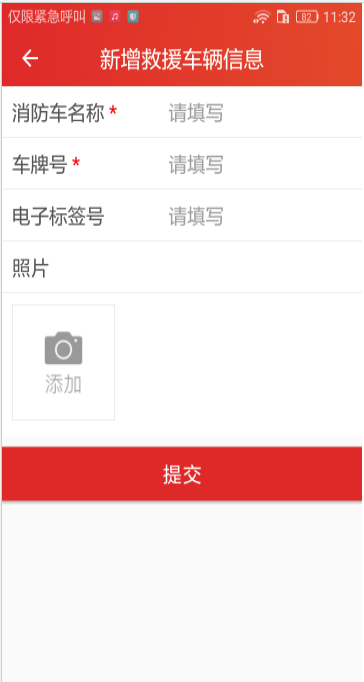 仅限紧急呼叫 82 11:32
新增救援车辆信息
消防车名称 * 请填写
车牌号 * 请填写
电子标签号 请填写
照片
添加
提交